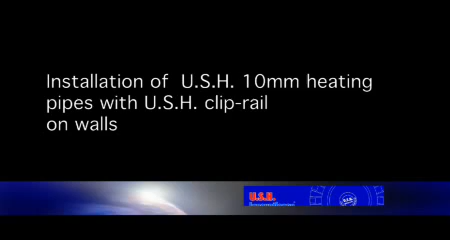 Installation of  U.S.H. 10mm heating
pipes with U.S.H. clip-rail
on walls
U.S.H.